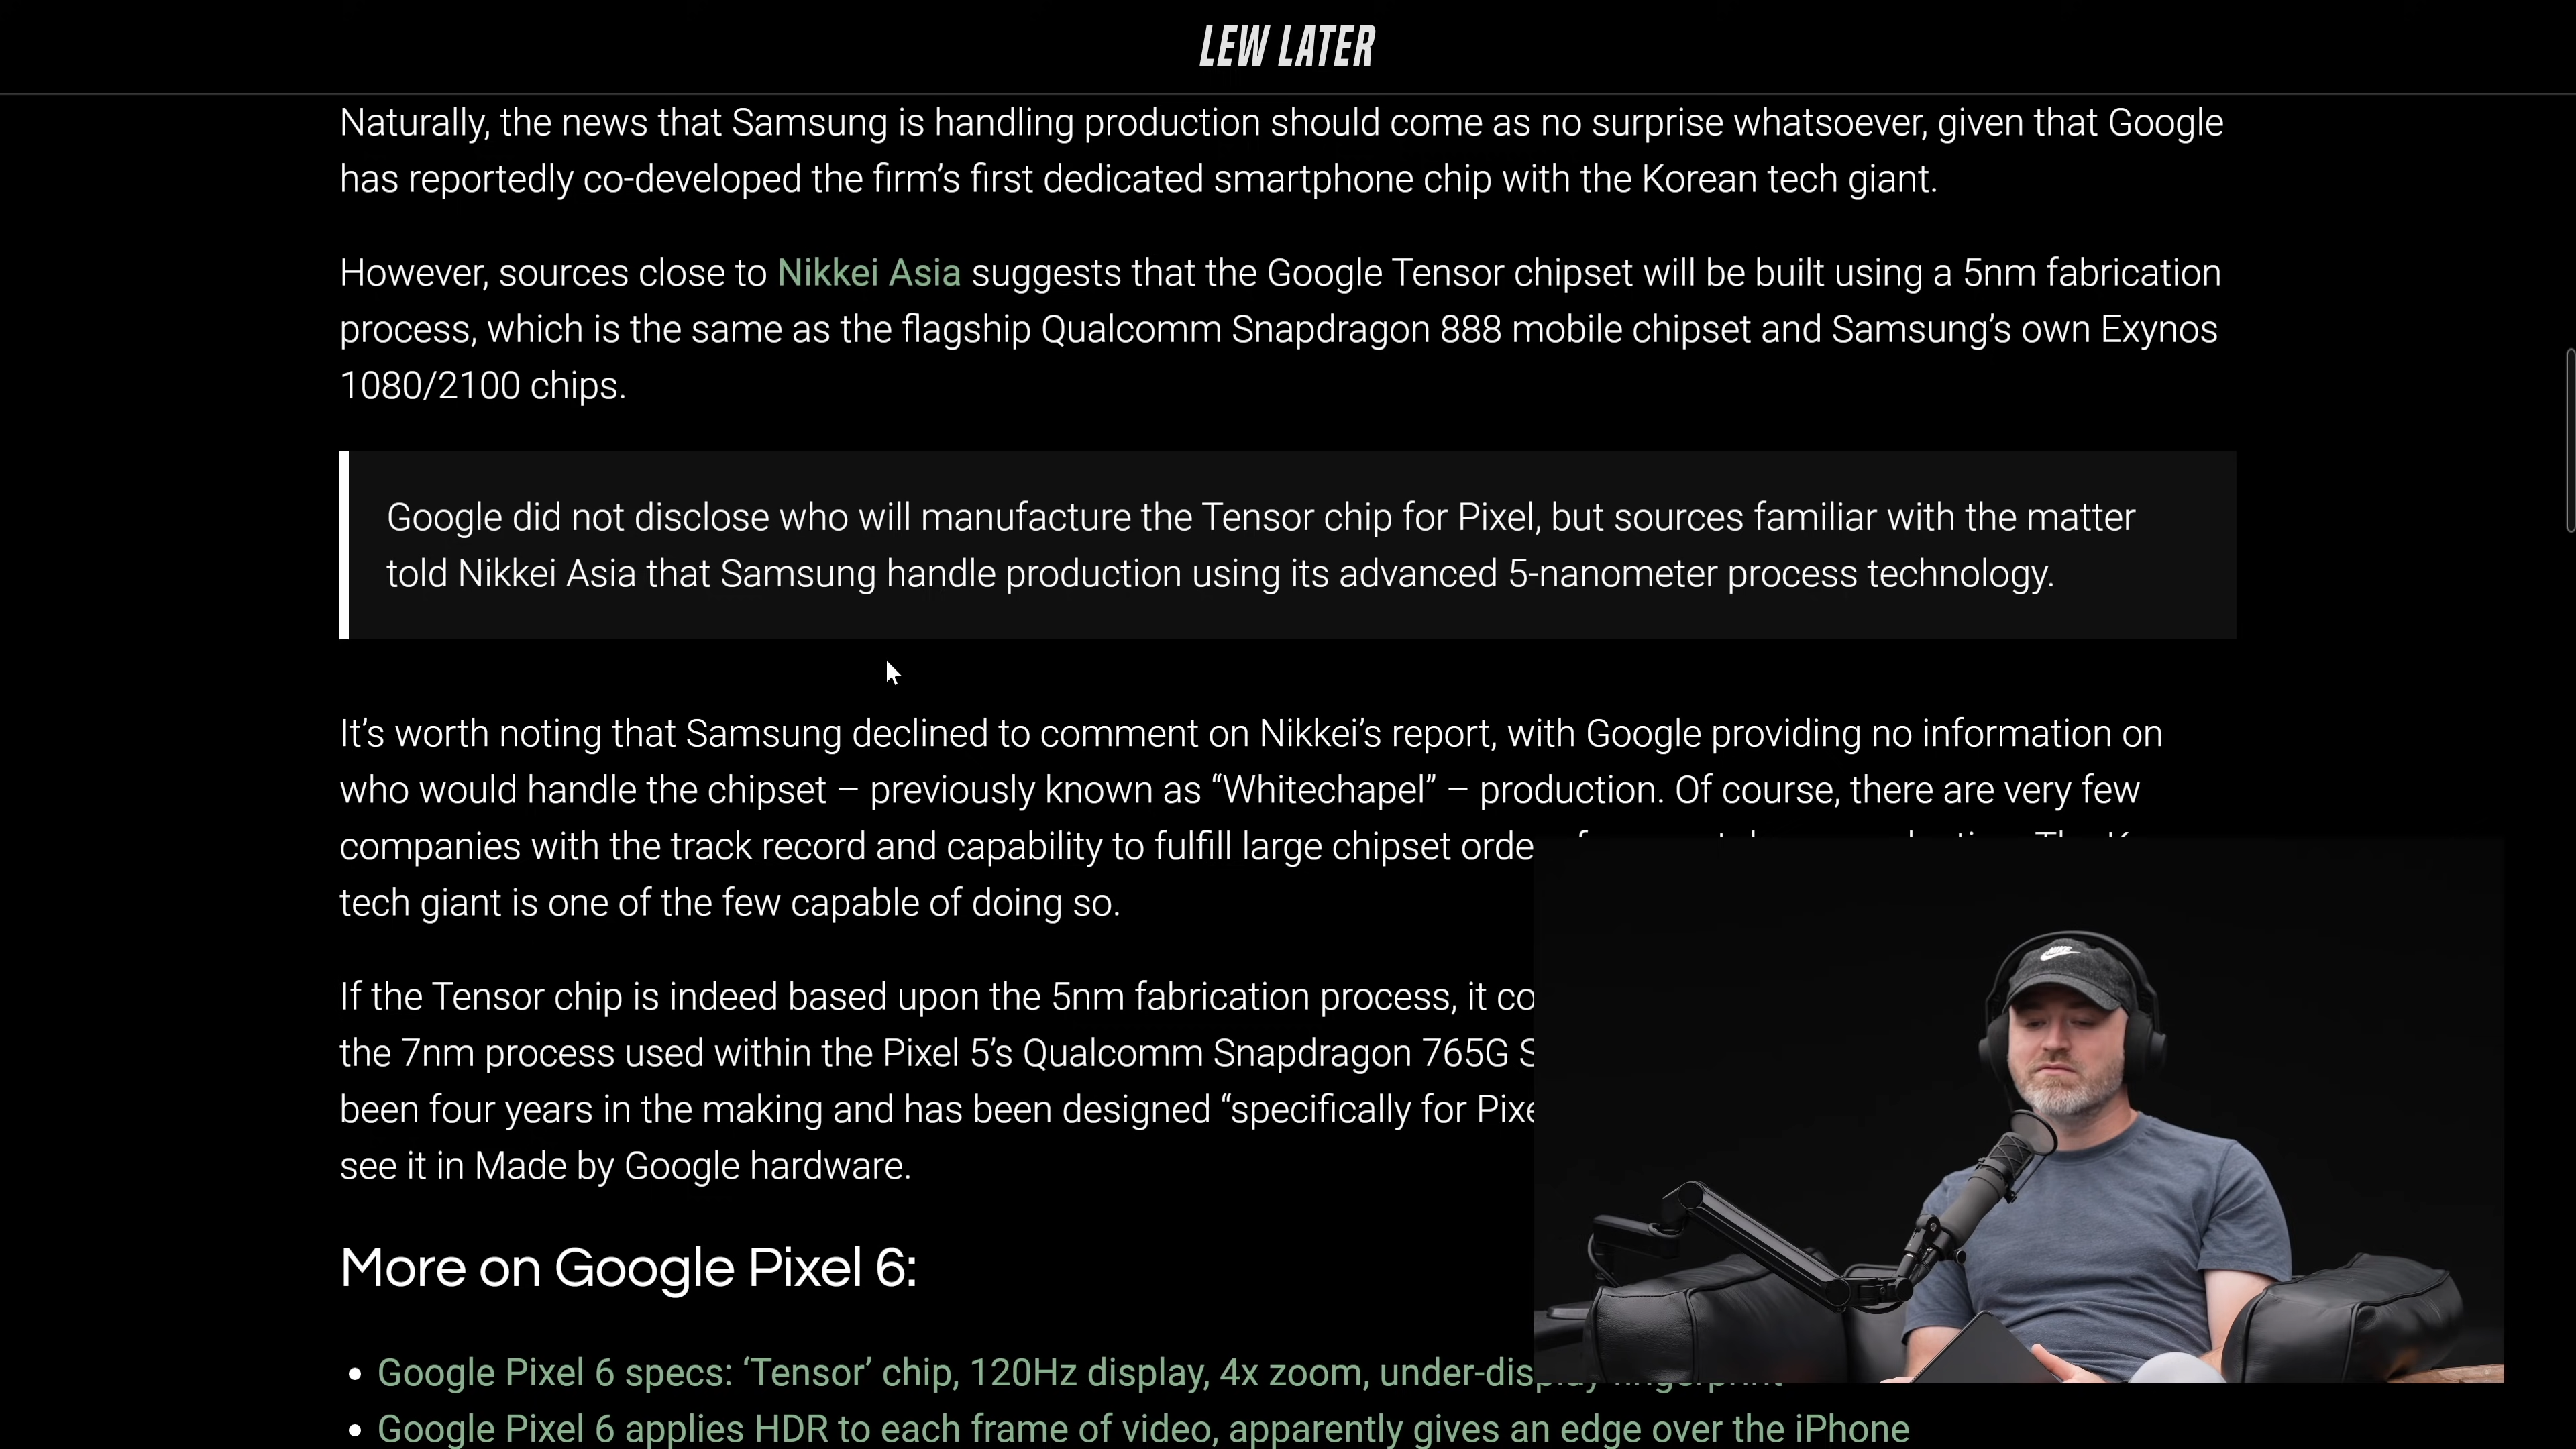 LEW LATER
Naturally, the news that Samsung is handling production should come as no surprise whatsoever, given that Google
has reportedly co-developed the firm’s first dedicated smartphone chip with the Korean tech giant.
However, sources close to Nikkei Asia suggests that the Google Tensor chipset will be built using a 5nm fabrication
process, which is the same as the flagship Qualcomm Snapdragon 888 mobile chipset and Samsung’s own Exynos
1080/2100 chips.
Google did not disclose who will manufacture the Tensor chip for Pixel, but sources familiar with the matter
told Nikkei Asia that Samsung handle production using its advanced 5-nanometer process technology.
It’s worth noting that Samsung declined to comment on Nikkei’s report, with Google providing no information on
who would handle the chipset – previously known as “Whitechapel” – production. Of course, there are very few
companies with the track record and capability to fulfill large chipset orde
tech giant is one of the few capable of doing so.
If the Tensor chip is indeed based upon the 5nm fabrication process, it co
the 7nm process used within the Pixel 5’s Qualcomm Snapdragon 765G S
been four years in the making and has been designed “specifically for Pixe
see it in Made by Google hardware.
More on Google Pixel 6:
• Google Pixel 6 specs: ‘Tensor’ chip, 120Hz display, 4x zoom, under-display fingerprint
• Google Pixel 6 applies HDR to each frame of video, apparently gives an edge over the iPhone